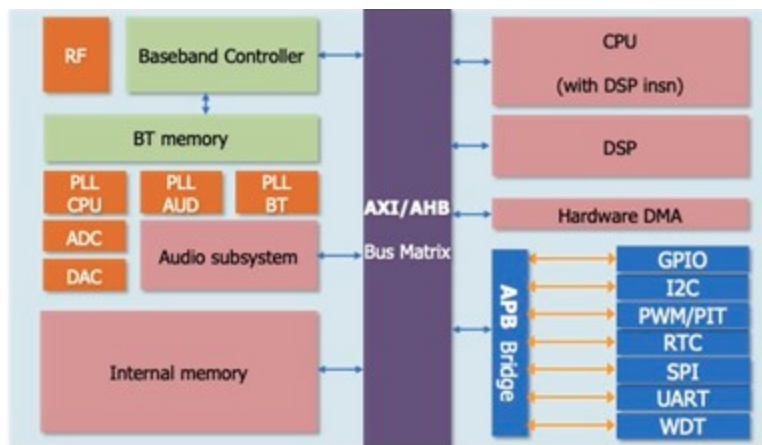 RF
Baseband Controller
BT memory
PLL
CPU
PLL
AUD
PLL
BT
ADC
DAC
Audio subsystem
Internal memory
AXI/AHB
Bus Matrix
CPU
(with DSP insn)
DSP
Hardware DMA
APB Bridge
GPIO
I2C
PWM/PIT
RTC
SPI
UART
WDT